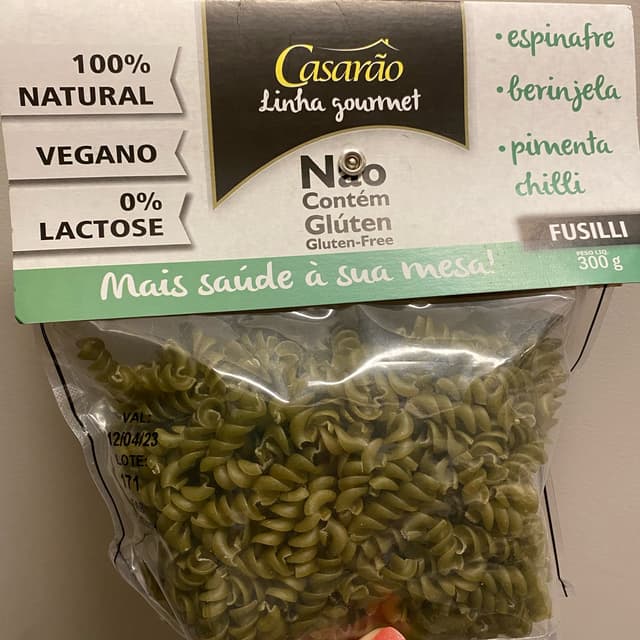 100%
NATURAL
VEGANO
0%
LACTOSE
Casarão
Linha gourmet
Não
Contém
Glúten
Gluten-Free
•espinafre
•berinjela
•pimenta
chilli
FUSILLI
PESO LIQ.
300 g
Mais saúde à sua mesa!
VAL:
12/04/23
LOTE:
171